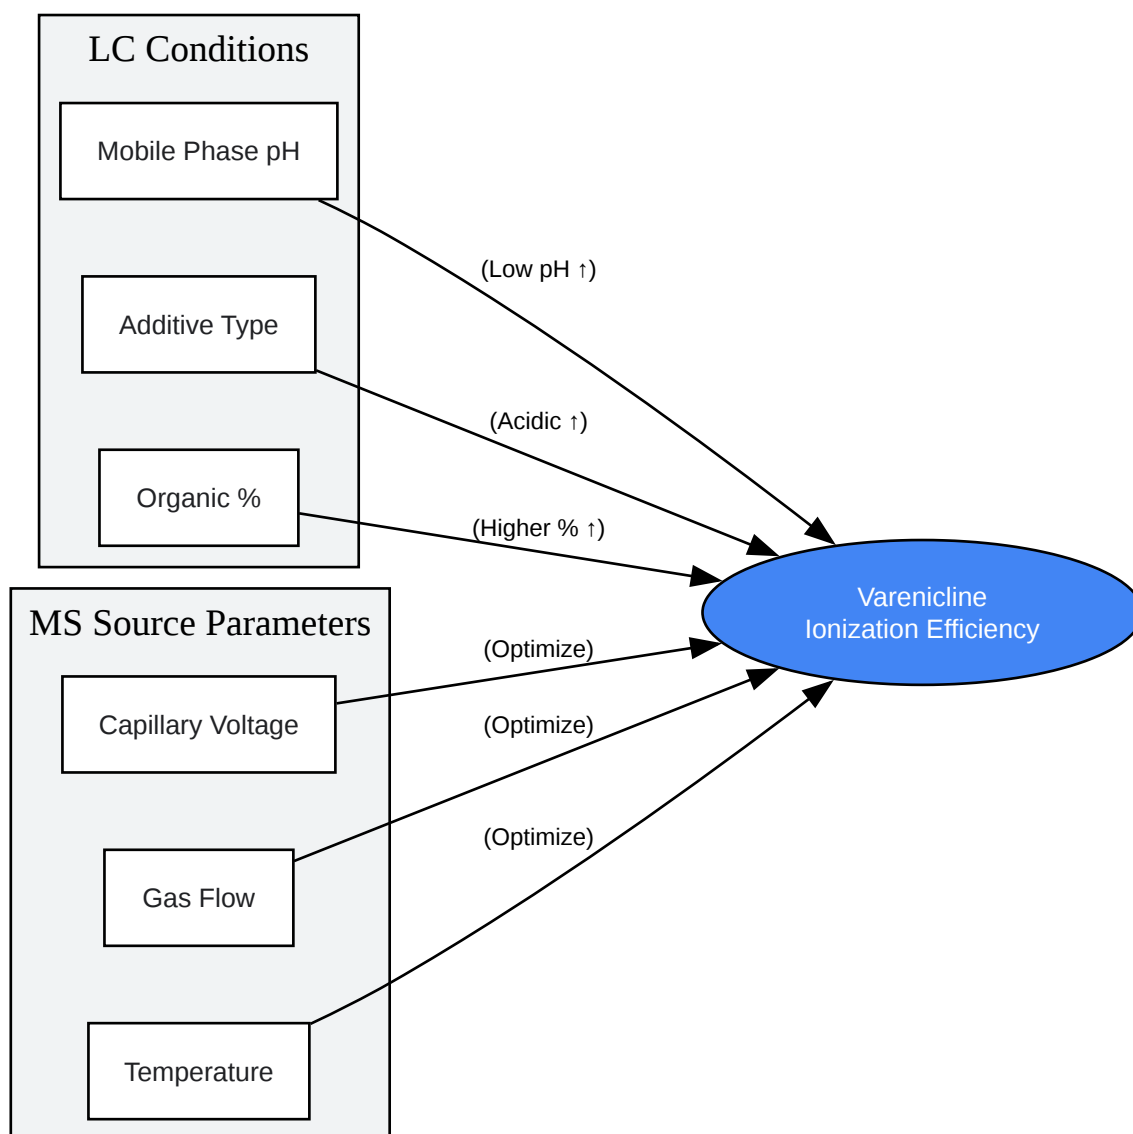 LC Conditions
Mobile Phase pH
(Low pH ↑)
Additive Type
(Acidic ↑)
Organic %
(Higher % ↑)
Varenicline
Ionization Efficiency
MS Source Parameters
(Optimize)
Capillary Voltage
(Optimize)
Gas Flow
(Optimize)
Temperature